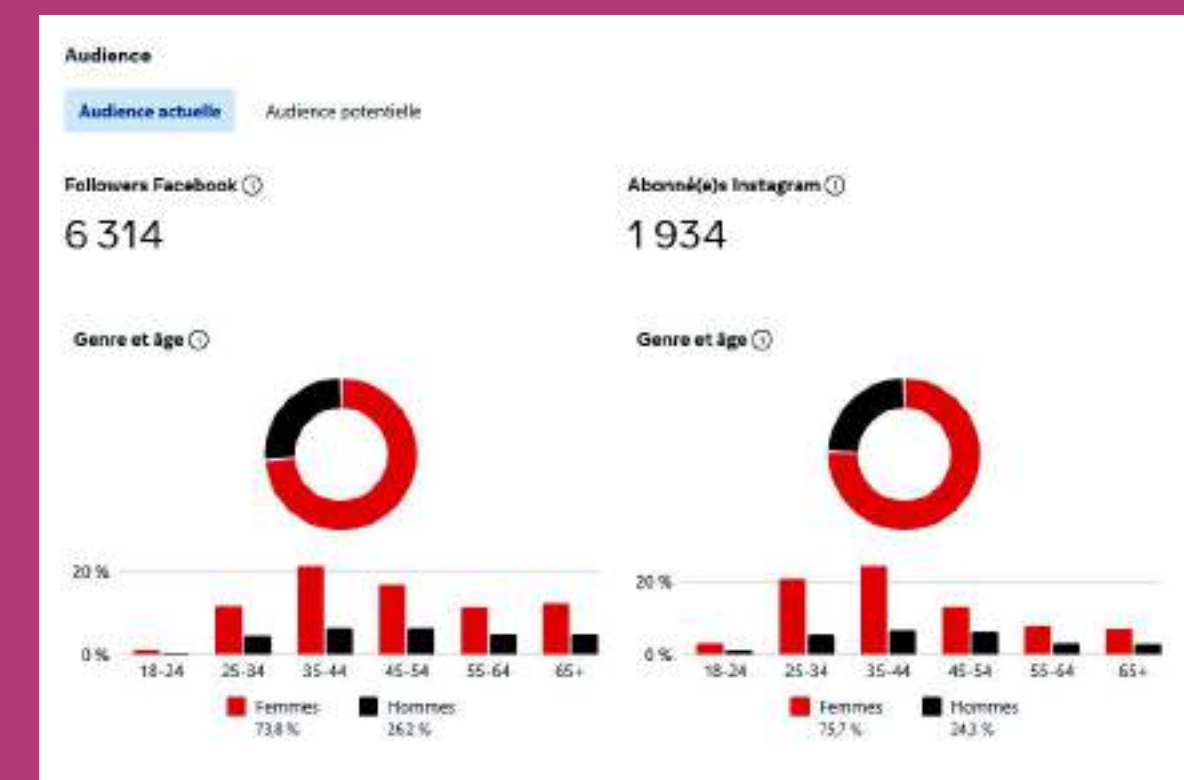 Audience
Audience actuelle Audience potentielle
Followers Facebook
6 314
Abonné(e)s Instagram
1 934
Genre et âge
20 %
0 %
18-24 25-34 35-44 45-54 55-64 65+
Femmes Hommes
73,8 % 26,2 %
Genre et âge
20 %
0 %
18-24 25-34 35-44 45-54 55-64 65+
Femmes Hommes
75,7 % 24,3 %